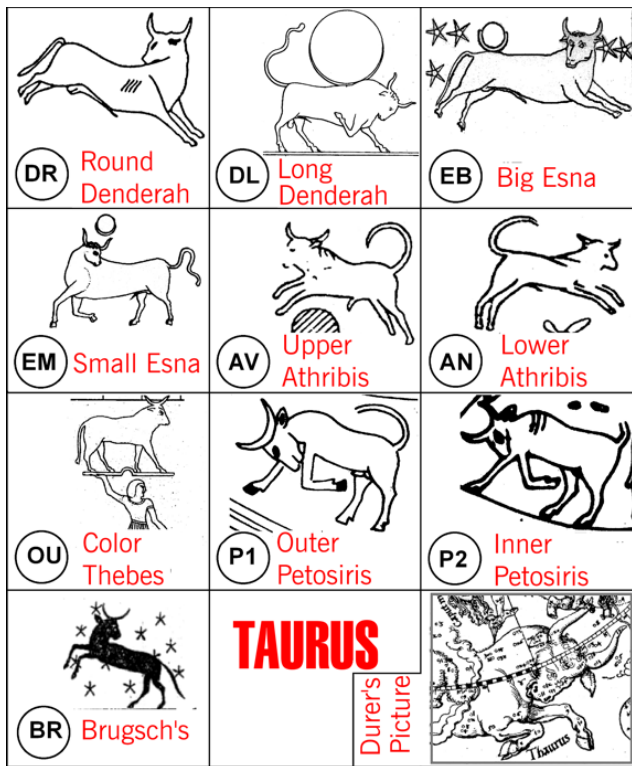 DR Round
Denderah
DL Long
Denderah
EB Big Esna
EM Small Esna
AV Upper
Athribis
AN Lower
Athribis
OU Color
Thebes
P1 Outer
Petosiris
P2 Inner
Petosiris
BR Brugsch's
TAURUS
Durer's
Picture
Thaurus